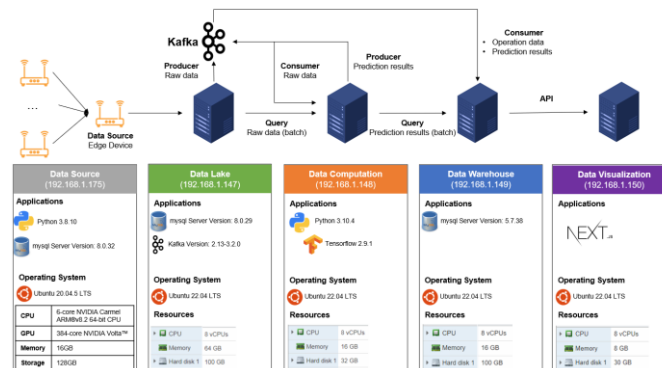 Kafka
Producer
Raw data
Consumer
Raw data
Producer
Prediction results
Consumer
• Operation data
• Prediction results
...
Data Source
Edge Device
Query
Raw data (batch)
Query
Prediction results (batch)
API
Data Source
(192.168.1.175)
Applications
Python 3.8.10
mysql Server Version: 8.0.32
Operating System
Ubuntu 20.04.5 LTS
CPU 6-core NVIDIA Carmel
ARM®v8.2 64-bit CPU
GPU 384-core NVIDIA Volta™
Memory 16GB
Storage 128GB
Data Lake
(192.168.1.147)
Applications
mysql Server Version: 8.0.29
Kafka Version: 2.13-3.2.0
Operating System
Ubuntu 22.04 LTS
Resources
CPU 8 vCPUs
Memory 64 GB
Hard disk 1 100 GB
Data Computation
(192.168.1.148)
Applications
Python 3.10.4
Tensorflow 2.9.1
Operating System
Ubuntu 22.04 LTS
Resources
CPU 8 vCPUs
Memory 16 GB
Hard disk 1 32 GB
Data Warehouse
(192.168.1.149)
Applications
mysql Server Version: 5.7.38
Operating System
Ubuntu 22.04 LTS
Resources
CPU 8 vCPUs
Memory 16 GB
Hard disk 1 100 GB
Data Visualization
(192.168.1.150)
Applications
NEXT.JS
Operating System
Ubuntu 22.04 LTS
Resources
CPU 8 vCPUs
Memory 8 GB
Hard disk 1 38 GB